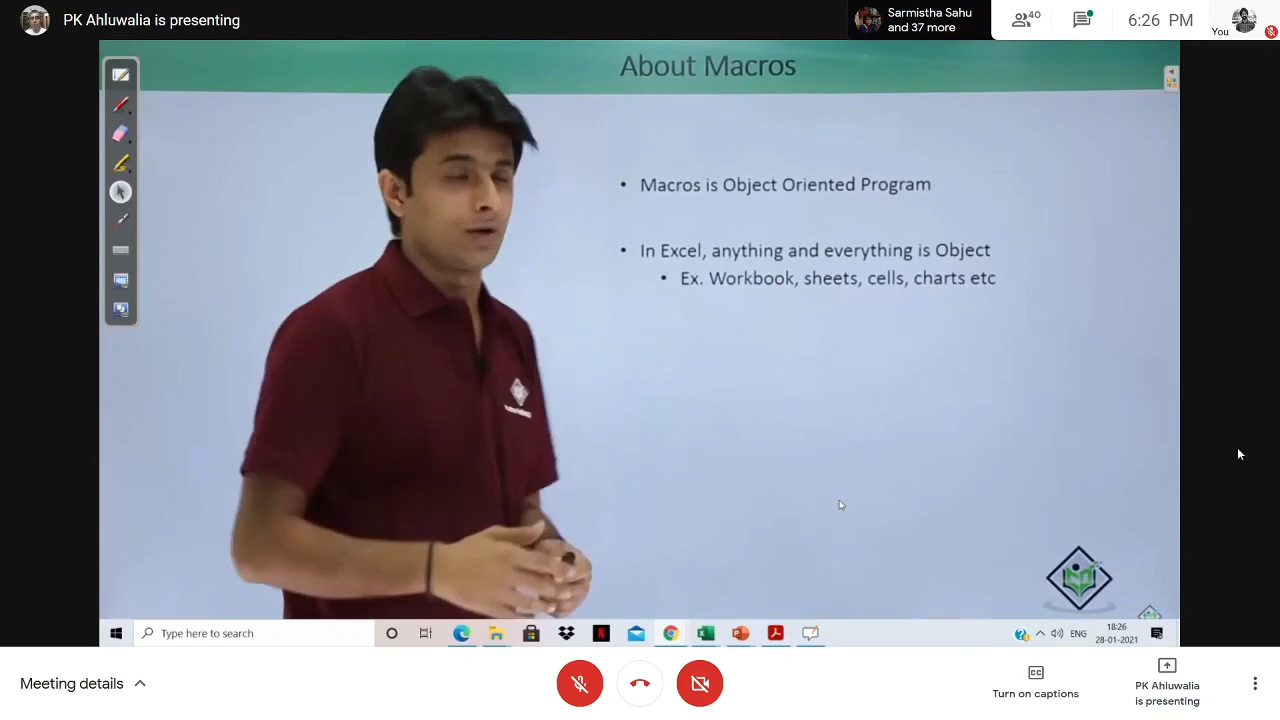 PK Ahluwalia is presenting
Sarmistha Sahu
and 37 more
40
6:26 PM
You
About Macros
• Macros is Object Oriented Program
• In Excel, anything and everything is Object
• Ex. Workbook, sheets, cells, charts etc
Type here to search
ENG
18:26
28-01-2021
Meeting details
Turn on captions
PK Ahluwalia
is presenting